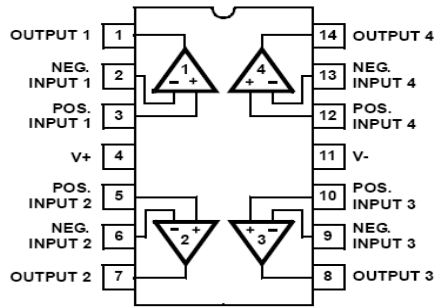 OUTPUT 1 1 14 OUTPUT 4
NEG. INPUT 1 2 13 NEG. INPUT 4
POS. INPUT 1 3 12 POS. INPUT 4
V+ 4 11 V-
POS. INPUT 2 5 10 POS. INPUT 3
NEG. INPUT 2 6 9 NEG. INPUT 3
OUTPUT 2 7 8 OUTPUT 3
1 - +
4 + -
2 - +
3 + -